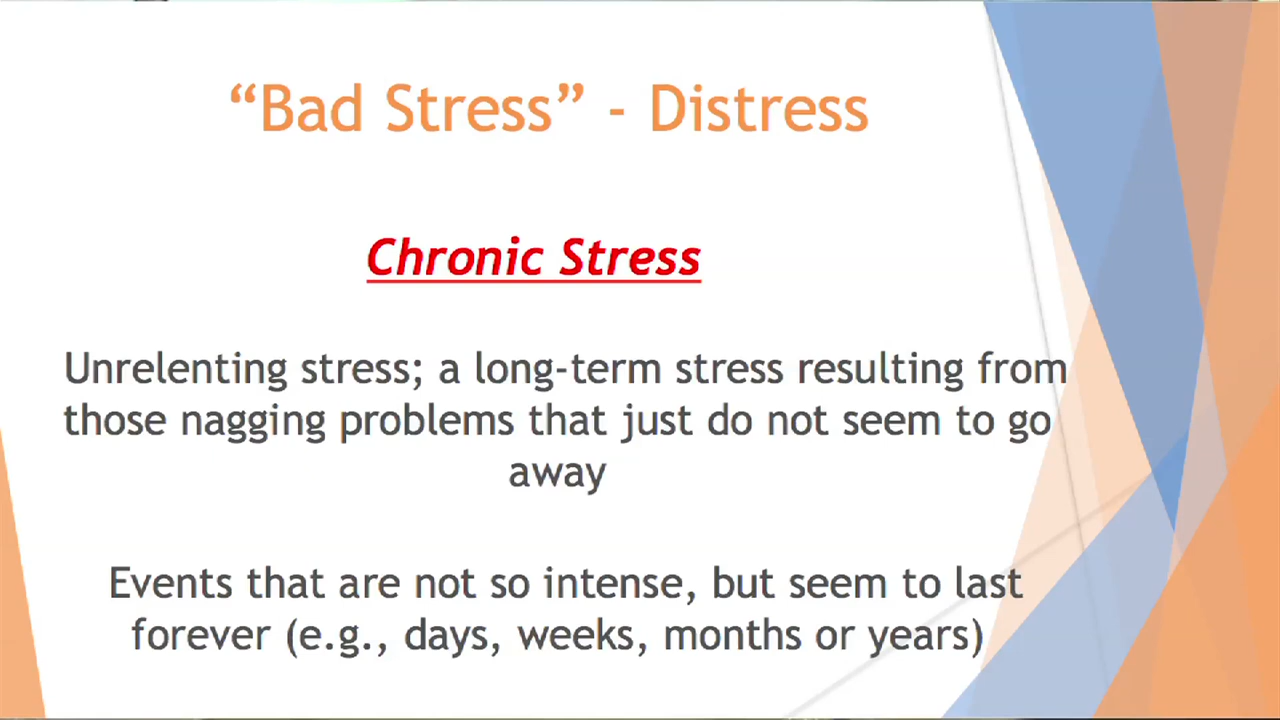 “Bad Stress” - Distress
Chronic Stress
Unrelenting stress; a long-term stress resulting from
those nagging problems that just do not seem to go
away
Events that are not so intense, but seem to last
forever (e.g., days, weeks, months or years)